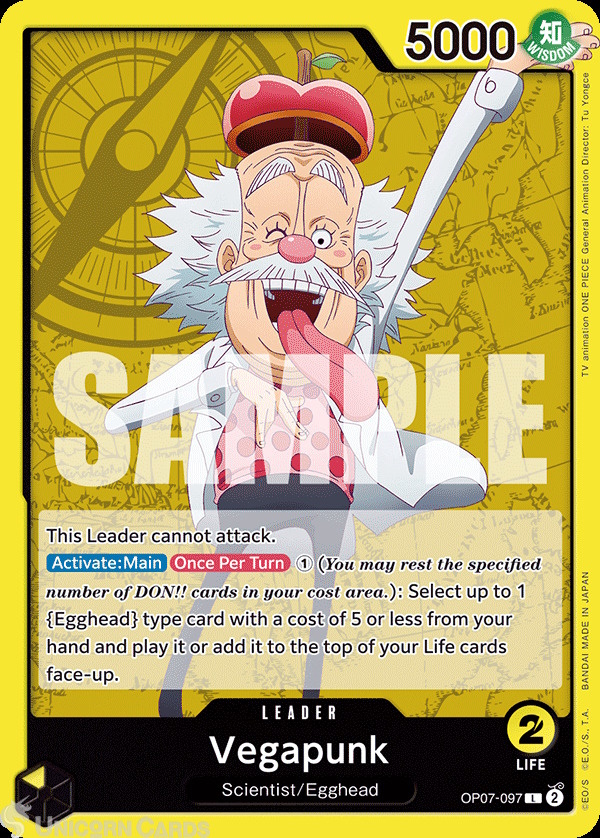 5000
知
WISDOM
TV animation ONE PIECE General Animation Director: Tu Yongce
SAMPLE
This Leader cannot attack.
Activate:Main Once Per Turn ① (You may rest the specified
number of DON!! cards in your cost area.): Select up to 1
{Egghead} type card with a cost of 5 or less from your
hand and play it or add it to the top of your Life cards
face-up.
©E.O./S., T.A. BANDAI MADE IN JAPAN
LEADER
Vegapunk
2
LIFE
Scientist/Egghead
©EO/S
OP07-097 L 2
UNICORN CARDS